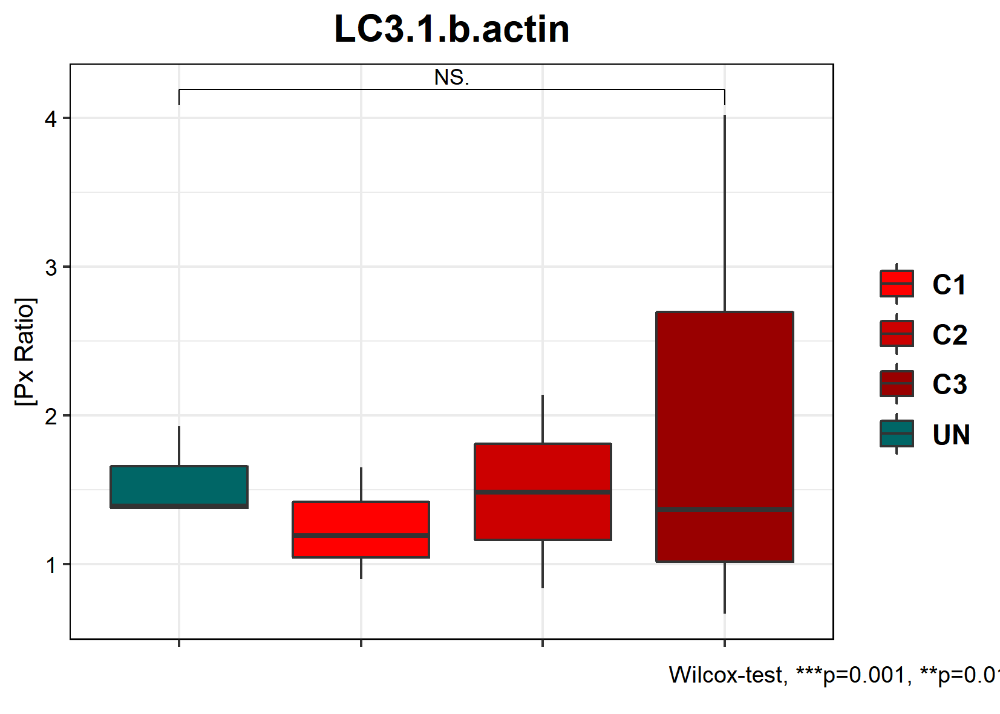 LC3.1.b.actin
NS.
4
3
2
1
[Px Ratio]
C1
C2
C3
UN
Wilcox-test, ***p=0.001, **p=0.0